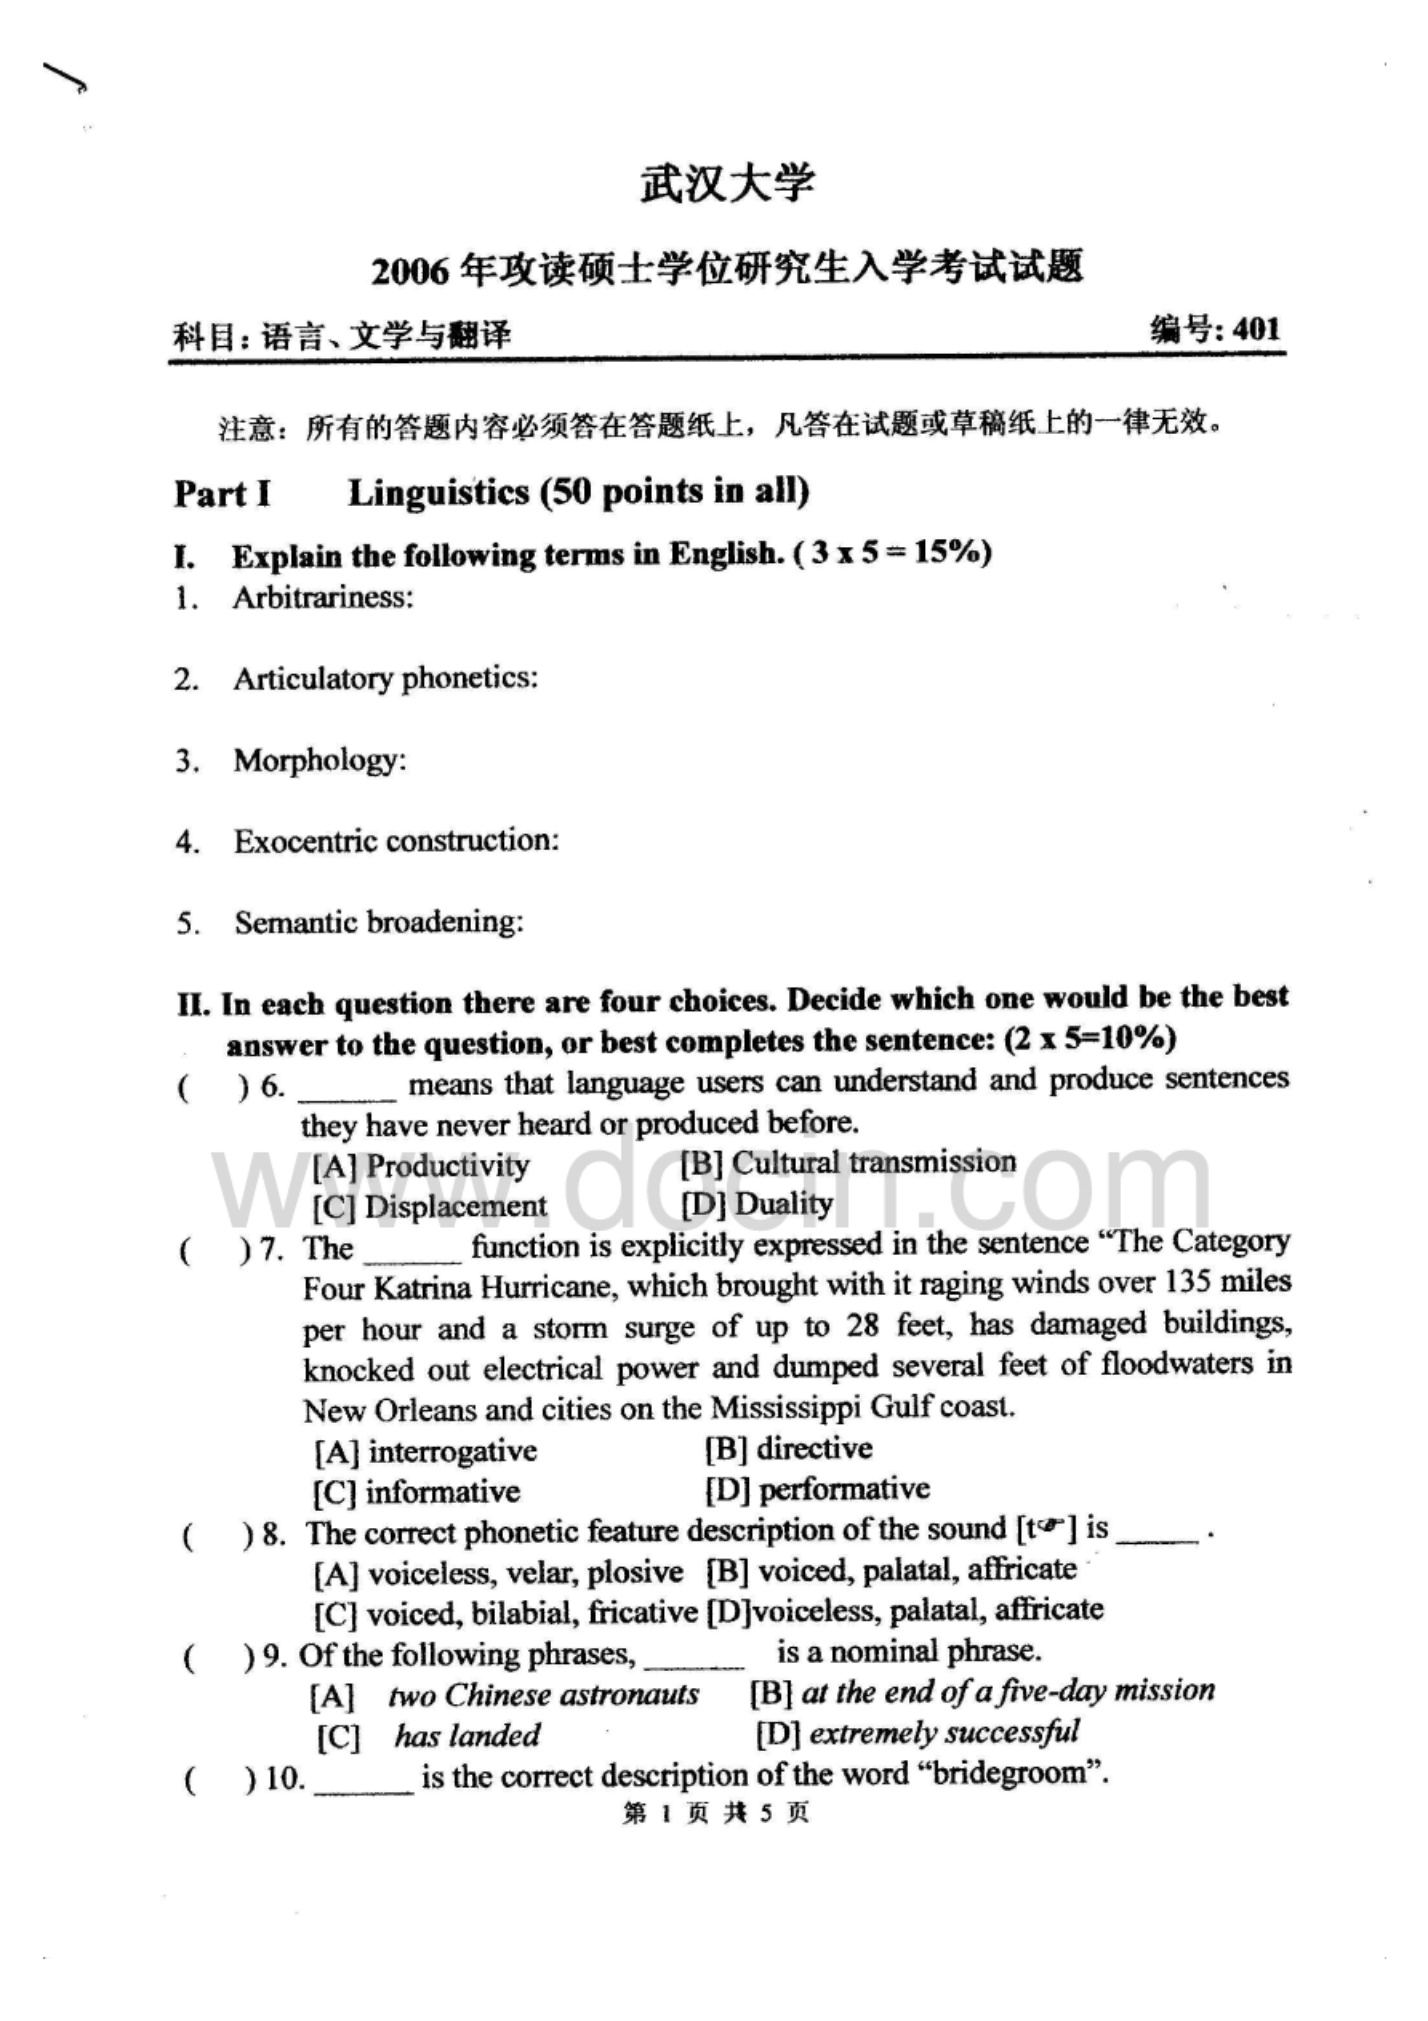 武汉大学
2006 年攻读硕士学位研究生入学考试试题
科目：语言、文学与翻译 编号: 401
注意：所有的答题内容必须答在答题纸上，凡答在试题或草稿纸上的一律无效。
Part I Linguistics (50 points in all)
I. Explain the following terms in English. ( 3 x 5 = 15%)
1. Arbitrariness:
2. Articulatory phonetics:
3. Morphology:
4. Exocentric construction:
5. Semantic broadening:
II. In each question there are four choices. Decide which one would be the best
answer to the question, or best completes the sentence: (2 x 5=10%)
( ) 6. ______ means that language users can understand and produce sentences
they have never heard or produced before.
[A] Productivity [B] Cultural transmission
[C] Displacement [D] Duality
( ) 7. The ______ function is explicitly expressed in the sentence “The Category
Four Katrina Hurricane, which brought with it raging winds over 135 miles
per hour and a storm surge of up to 28 feet, has damaged buildings,
knocked out electrical power and dumped several feet of floodwaters in
New Orleans and cities on the Mississippi Gulf coast.
[A] interrogative [B] directive
[C] informative [D] performative
( ) 8. The correct phonetic feature description of the sound [t☞] is _____ .
[A] voiceless, velar, plosive [B] voiced, palatal, affricate
[C] voiced, bilabial, fricative [D]voiceless, palatal, affricate
( ) 9. Of the following phrases, ______ is a nominal phrase.
[A] two Chinese astronauts [B] at the end of a five-day mission
[C] has landed [D] extremely successful
( ) 10. ______ is the correct description of the word “bridegroom”.
第 1 页 共 5 页
www.docin.com